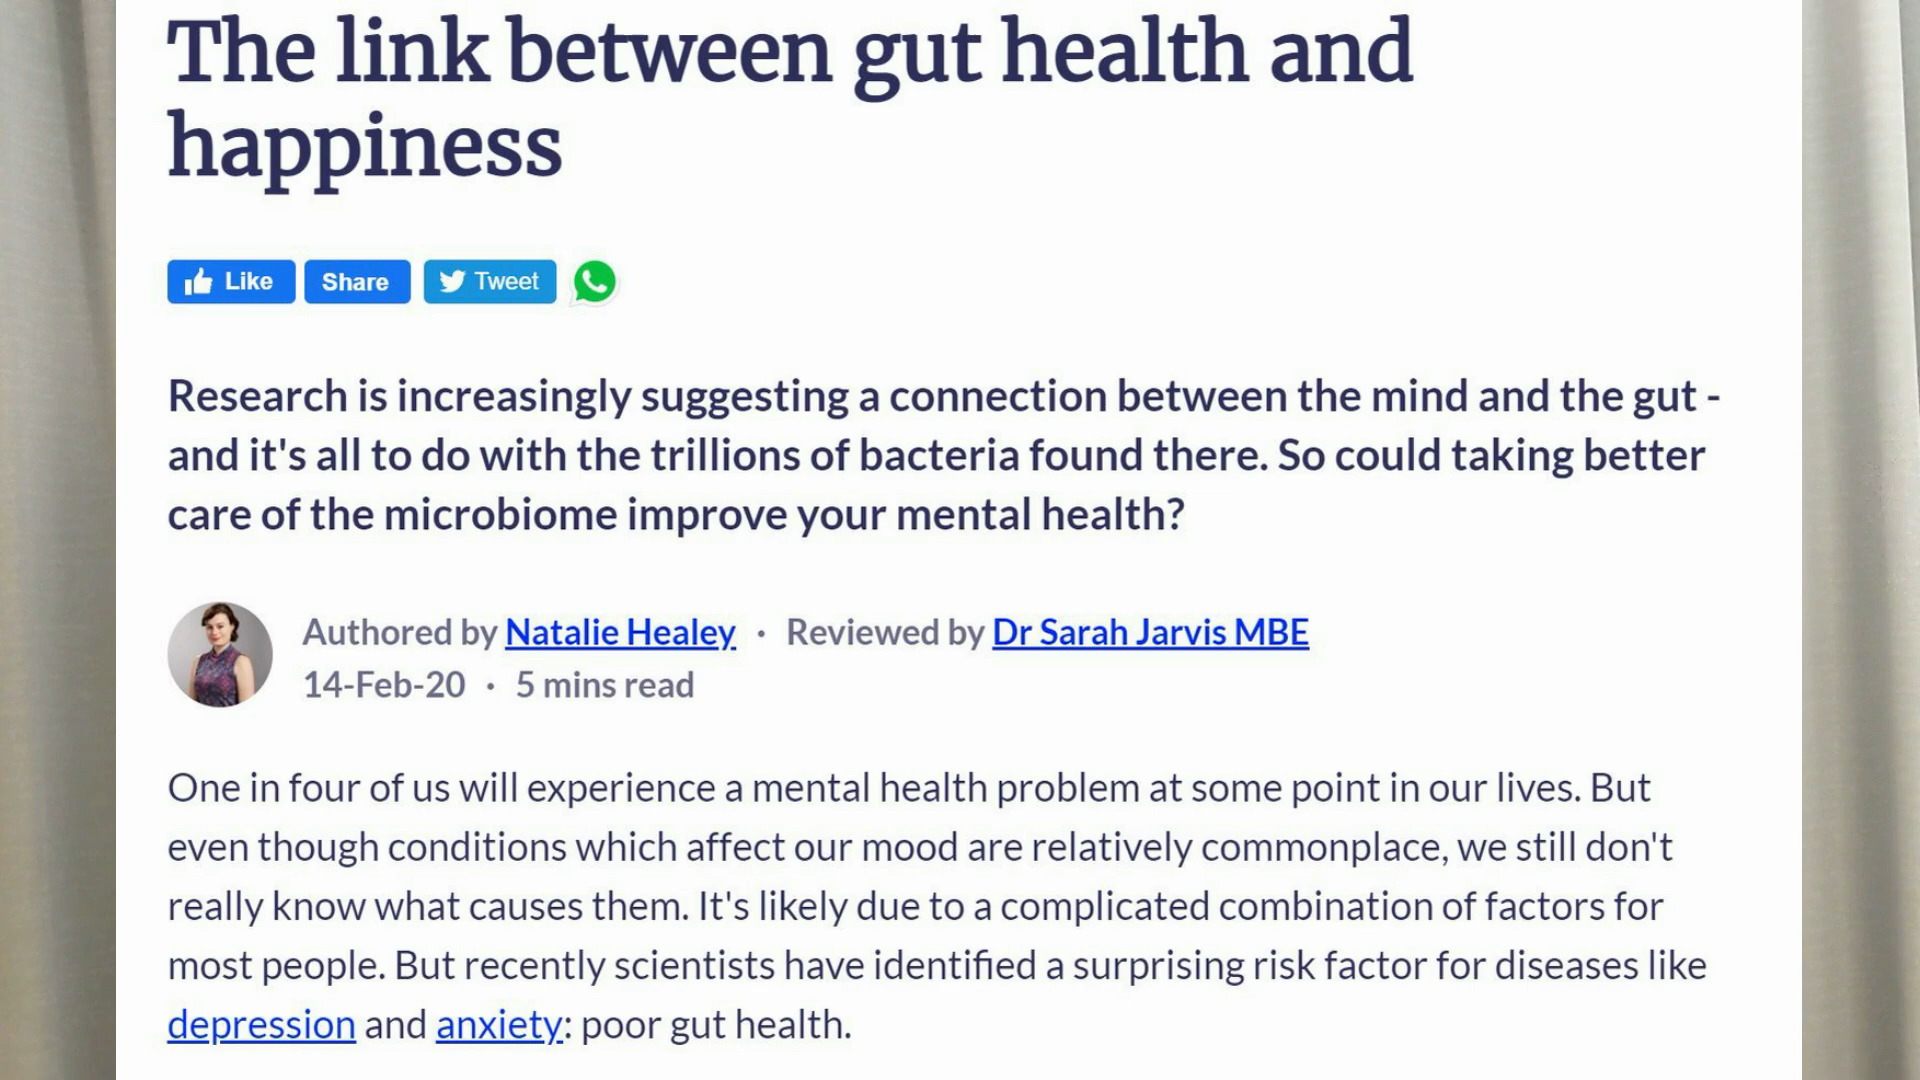 The link between gut health and
happiness
Like Share Tweet
Research is increasingly suggesting a connection between the mind and the gut -
and it's all to do with the trillions of bacteria found there. So could taking better
care of the microbiome improve your mental health?
Authored by Natalie Healey · Reviewed by Dr Sarah Jarvis MBE
14-Feb-20 · 5 mins read
One in four of us will experience a mental health problem at some point in our lives. But
even though conditions which affect our mood are relatively commonplace, we still don't
really know what causes them. It's likely due to a complicated combination of factors for
most people. But recently scientists have identified a surprising risk factor for diseases like
depression and anxiety: poor gut health.